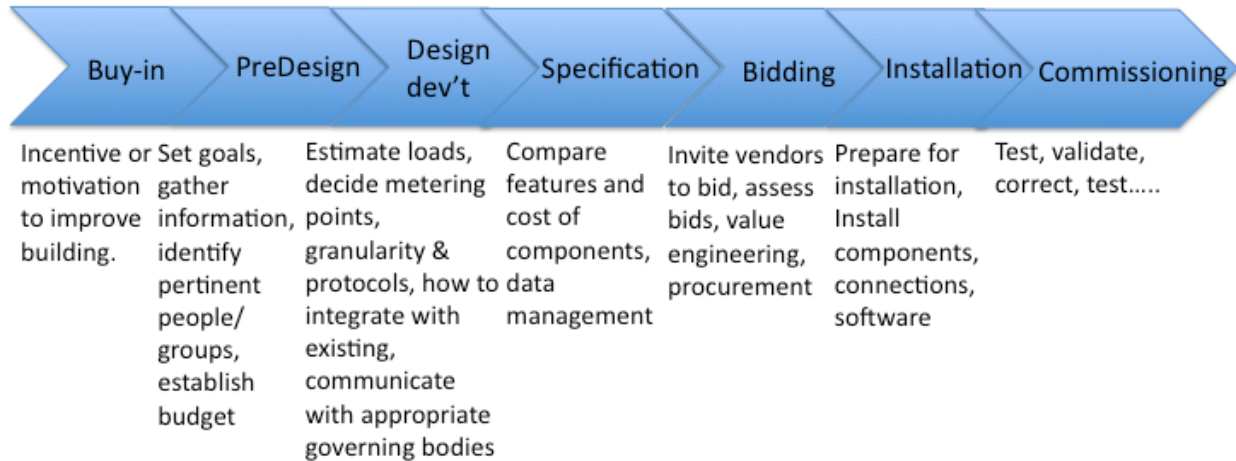 Buy-in
PreDesign
Design
dev't
Specification
Bidding
Installation
Commissioning
Incentive or
motivation
to improve
building.
Set goals,
gather
information,
identify
pertinent
people/
groups,
establish
budget
Estimate loads,
decide metering
points,
granularity &
protocols, how to
integrate with
existing,
communicate
with appropriate
governing bodies
Compare
features and
cost of
components,
data
management
Invite vendors
to bid, assess
bids, value
engineering,
procurement
Prepare for
installation,
Install
components,
connections,
software
Test, validate,
correct, test.....